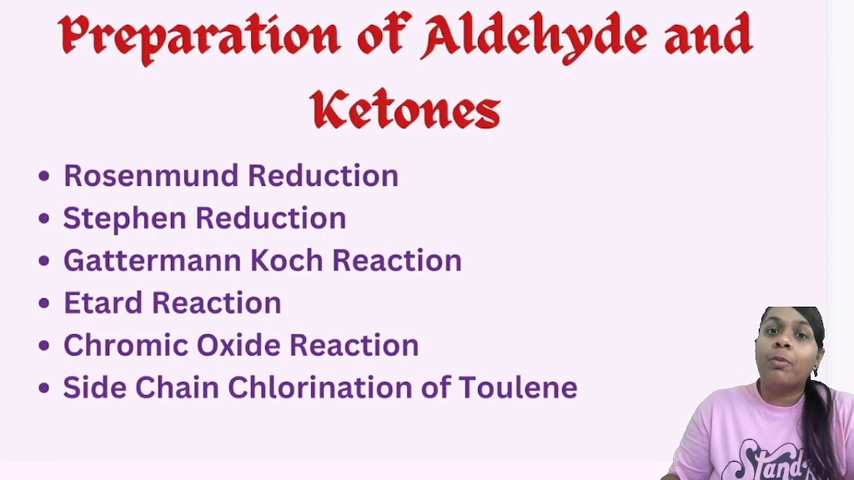 Preparation of Aldehyde and
Ketones
• Rosenmund Reduction
• Stephen Reduction
• Gattermann Koch Reaction
• Etard Reaction
• Chromic Oxide Reaction
• Side Chain Chlorination of Toulene
Stand